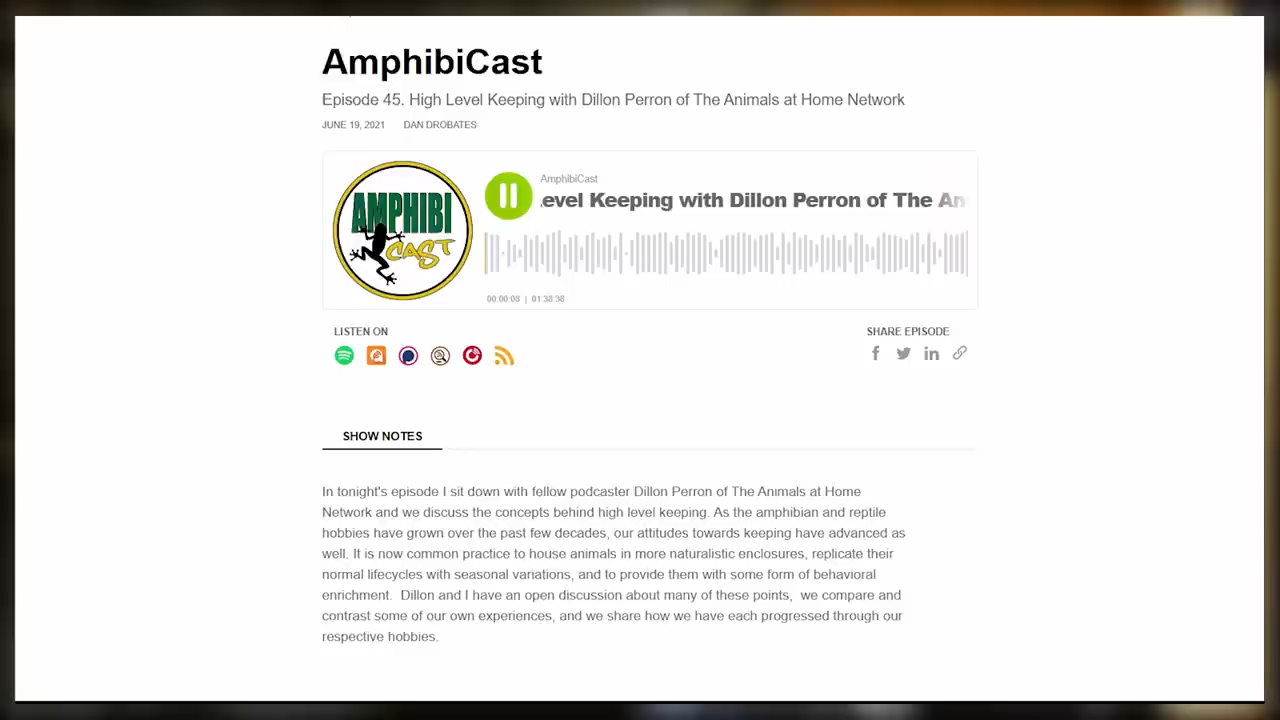 AmphibiCast
Episode 45. High Level Keeping with Dillon Perron of The Animals at Home Network
JUNE 19, 2021 DAN DROBATES
AMPHIBI
CAST
AmphibiCast
.evel Keeping with Dillon Perron of The An
00:00:08 | 01:38:38
LISTEN ON
SHARE EPISODE
SHOW NOTES
In tonight's episode I sit down with fellow podcaster Dillon Perron of The Animals at Home
Network and we discuss the concepts behind high level keeping. As the amphibian and reptile
hobbies have grown over the past few decades, our attitudes towards keeping have advanced as
well. It is now common practice to house animals in more naturalistic enclosures, replicate their
normal lifecycles with seasonal variations, and to provide them with some form of behavioral
enrichment. Dillon and I have an open discussion about many of these points, we compare and
contrast some of our own experiences, and we share how we have each progressed through our
respective hobbies.